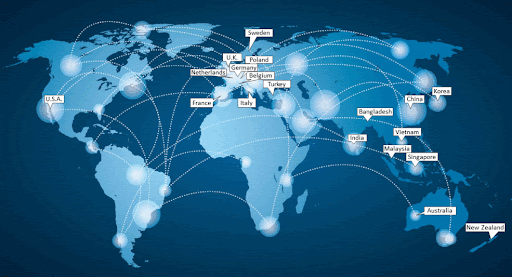 Sweden
U.K.
Poland
Germany
Netherlands
Belgium
Turkey
U.S.A.
France
Italy
China
Korea
Bangladesh
Vietnam
India
Malaysia
Singapore
Australia
New Zealand